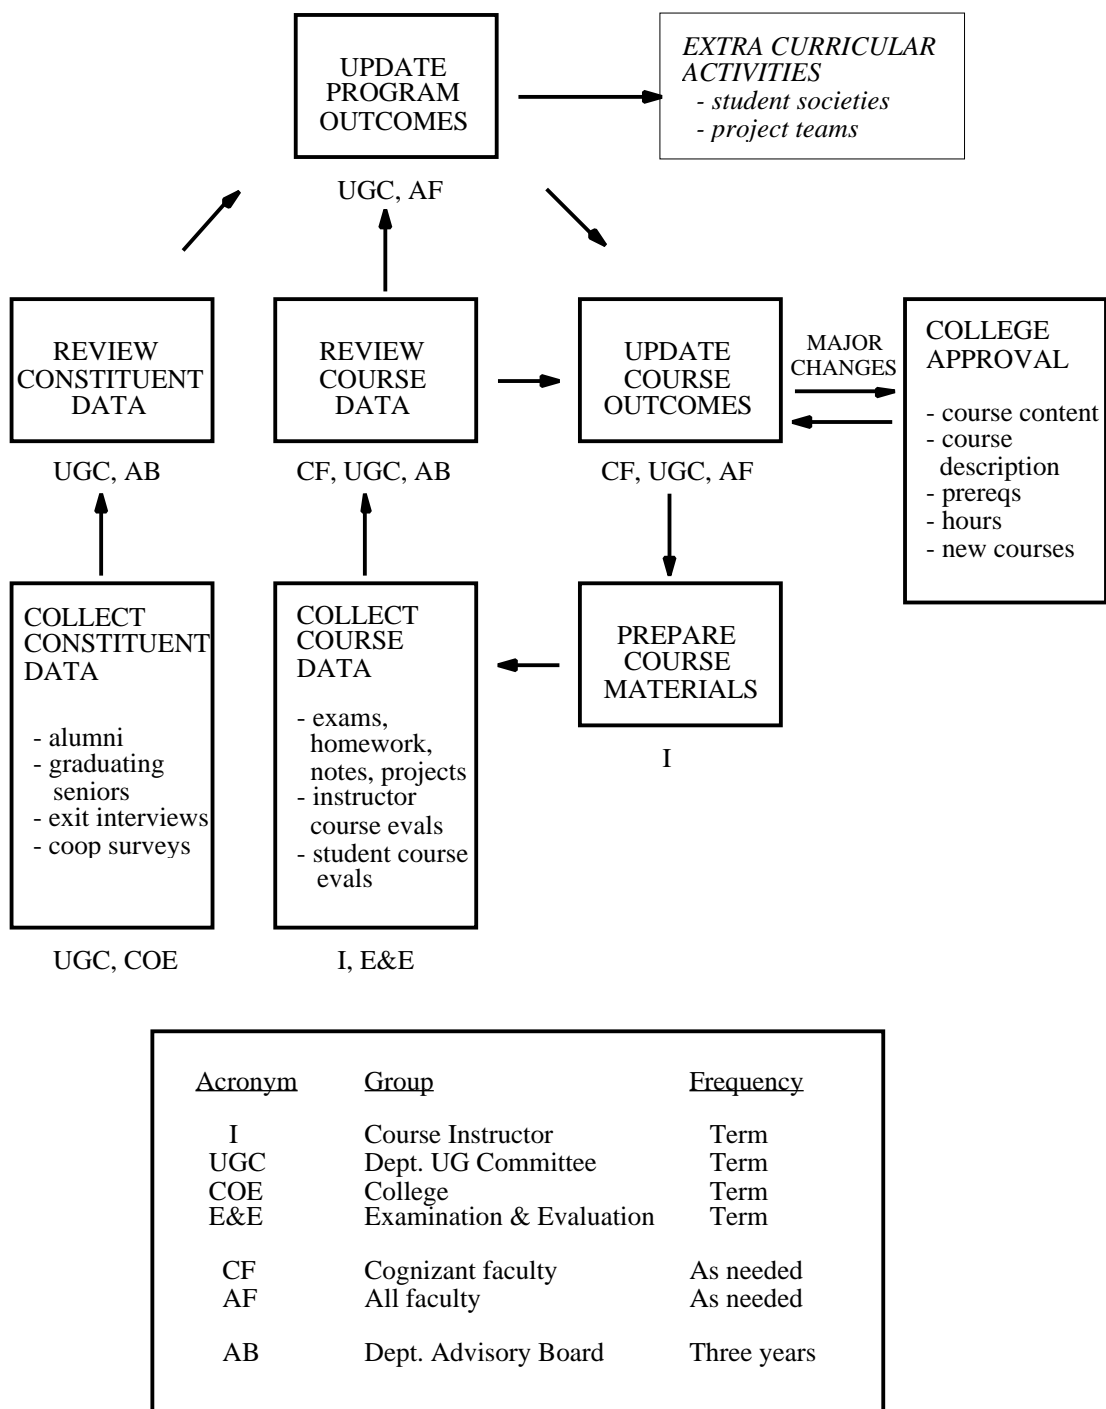 UPDATE
PROGRAM
OUTCOMES
EXTRA CURRICULAR
ACTIVITIES
- student societies
- project teams
UGC, AF
REVIEW
CONSTITUENT
DATA
REVIEW
COURSE
DATA
UPDATE
COURSE
OUTCOMES
MAJOR
CHANGES
COLLEGE
APPROVAL
- course content
- course
description
- prereqs
- hours
- new courses
UGC, AB
CF, UGC, AB
CF, UGC, AF
COLLECT
CONSTITUENT
DATA
- alumni
- graduating
seniors
- exit interviews
- coop surveys
COLLECT
COURSE
DATA
- exams,
homework,
notes, projects
- instructor
course evals
- student course
evals
PREPARE
COURSE
MATERIALS
I
UGC, COE
I, E&E
Acronym Group Frequency
I Course Instructor Term
UGC Dept. UG Committee Term
COE College Term
E&E Examination & Evaluation Term
CF Cognizant faculty As needed
AF All faculty As needed
AB Dept. Advisory Board Three years